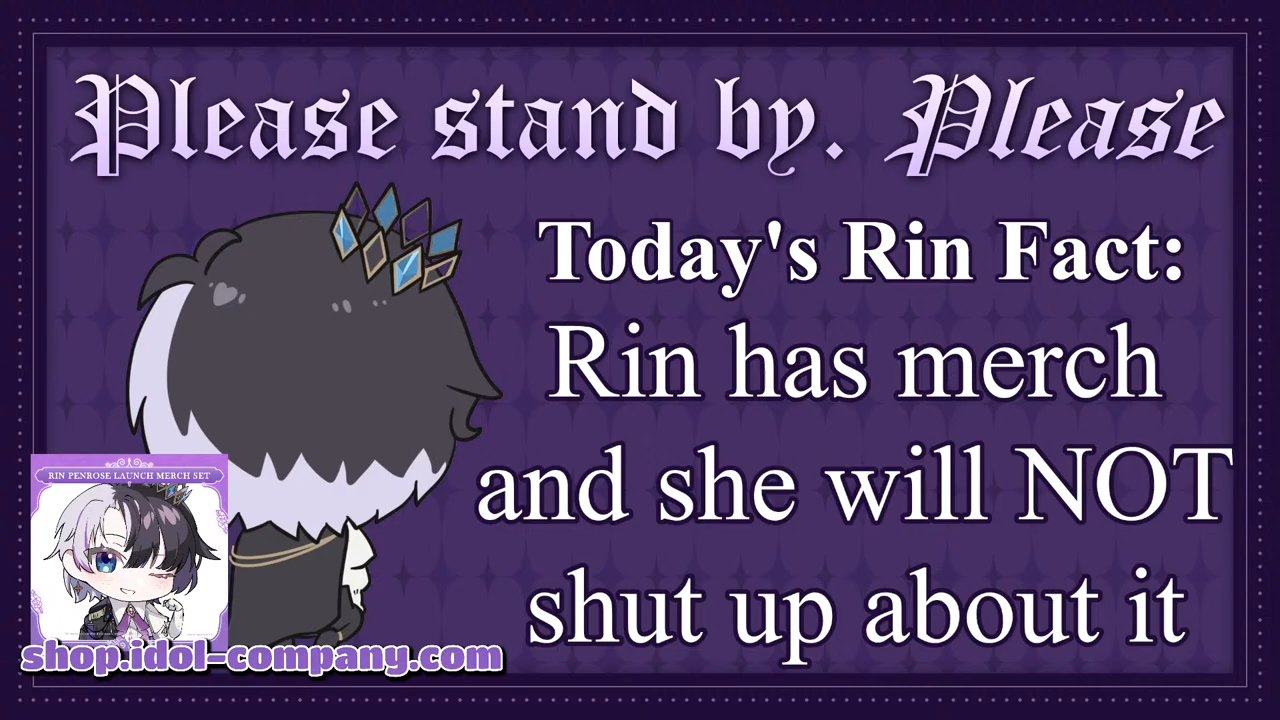 Please stand by. Please
Today's Rin Fact:
Rin has merch
and she will NOT
shut up about it
RIN PENROSE LAUNCH MERCH SET
shop.idol-company.com